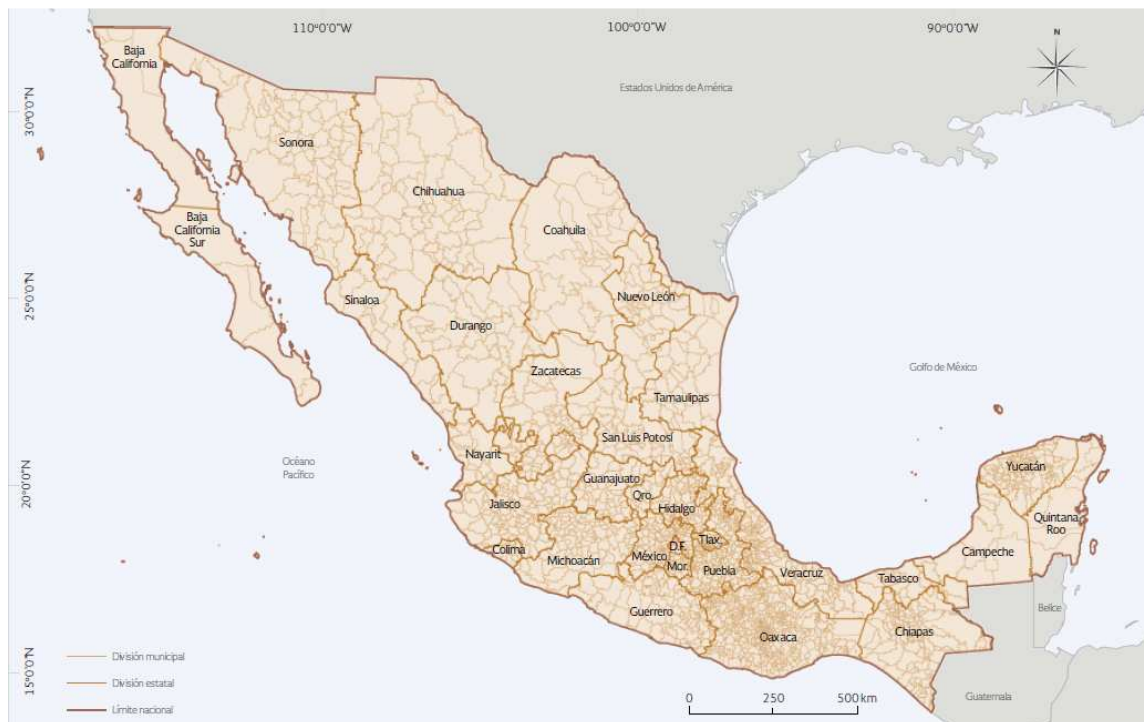 110°0'0"W
100°0'0"W
90°0'0"W
N
Baja
California
Estados Unidos de América
30°0'0"N
Sonora
Chihuahua
Baja
California
Sur
Coahuila
25°0'0"N
Sinaloa
Nuevo León
Durango
Golfo de México
Zacatecas
Tamaulipas
San Luis Potosí
Nayarit
Océano
Pacífico
Yucatán
Guanajuato
20°0'0"N
Qro.
Jalisco
Hidalgo
Quintana
Roo
Tlax.
D.F.
Colima
Campeche
Michoacán
México
Mor.
Puebla
Veracruz
Tabasco
Guerrero
Belice
Chiapas
Oaxaca
División municipal
15°0'0"N
División estatal
Guatemala
0
250
500 km
Límite nacional